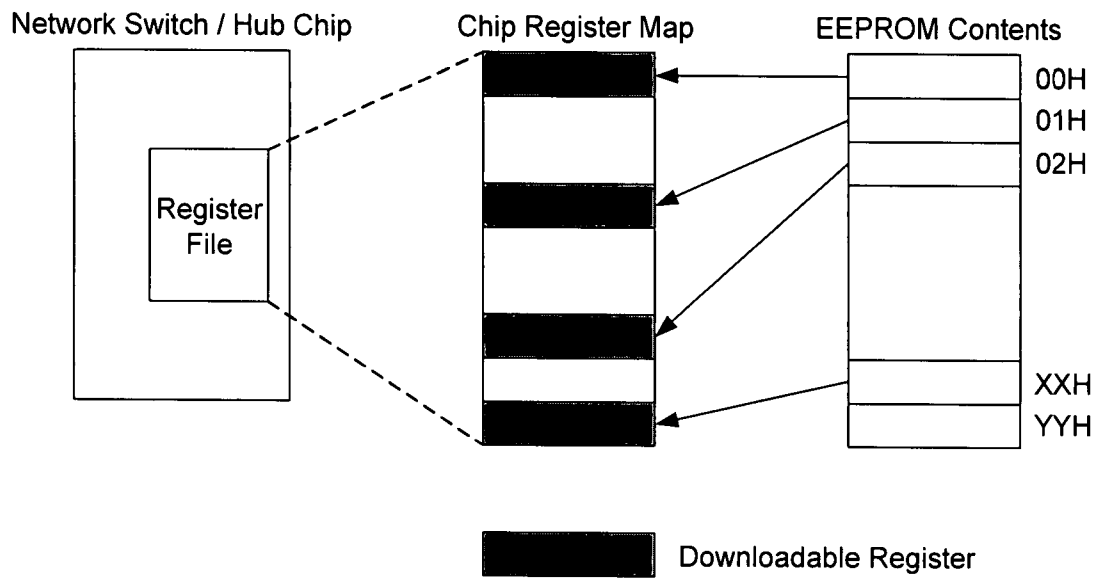 Network Switch / Hub Chip
Chip Register Map
EEPROM Contents
Register
File
00H
01H
02H
XXH
YYH
Downloadable Register